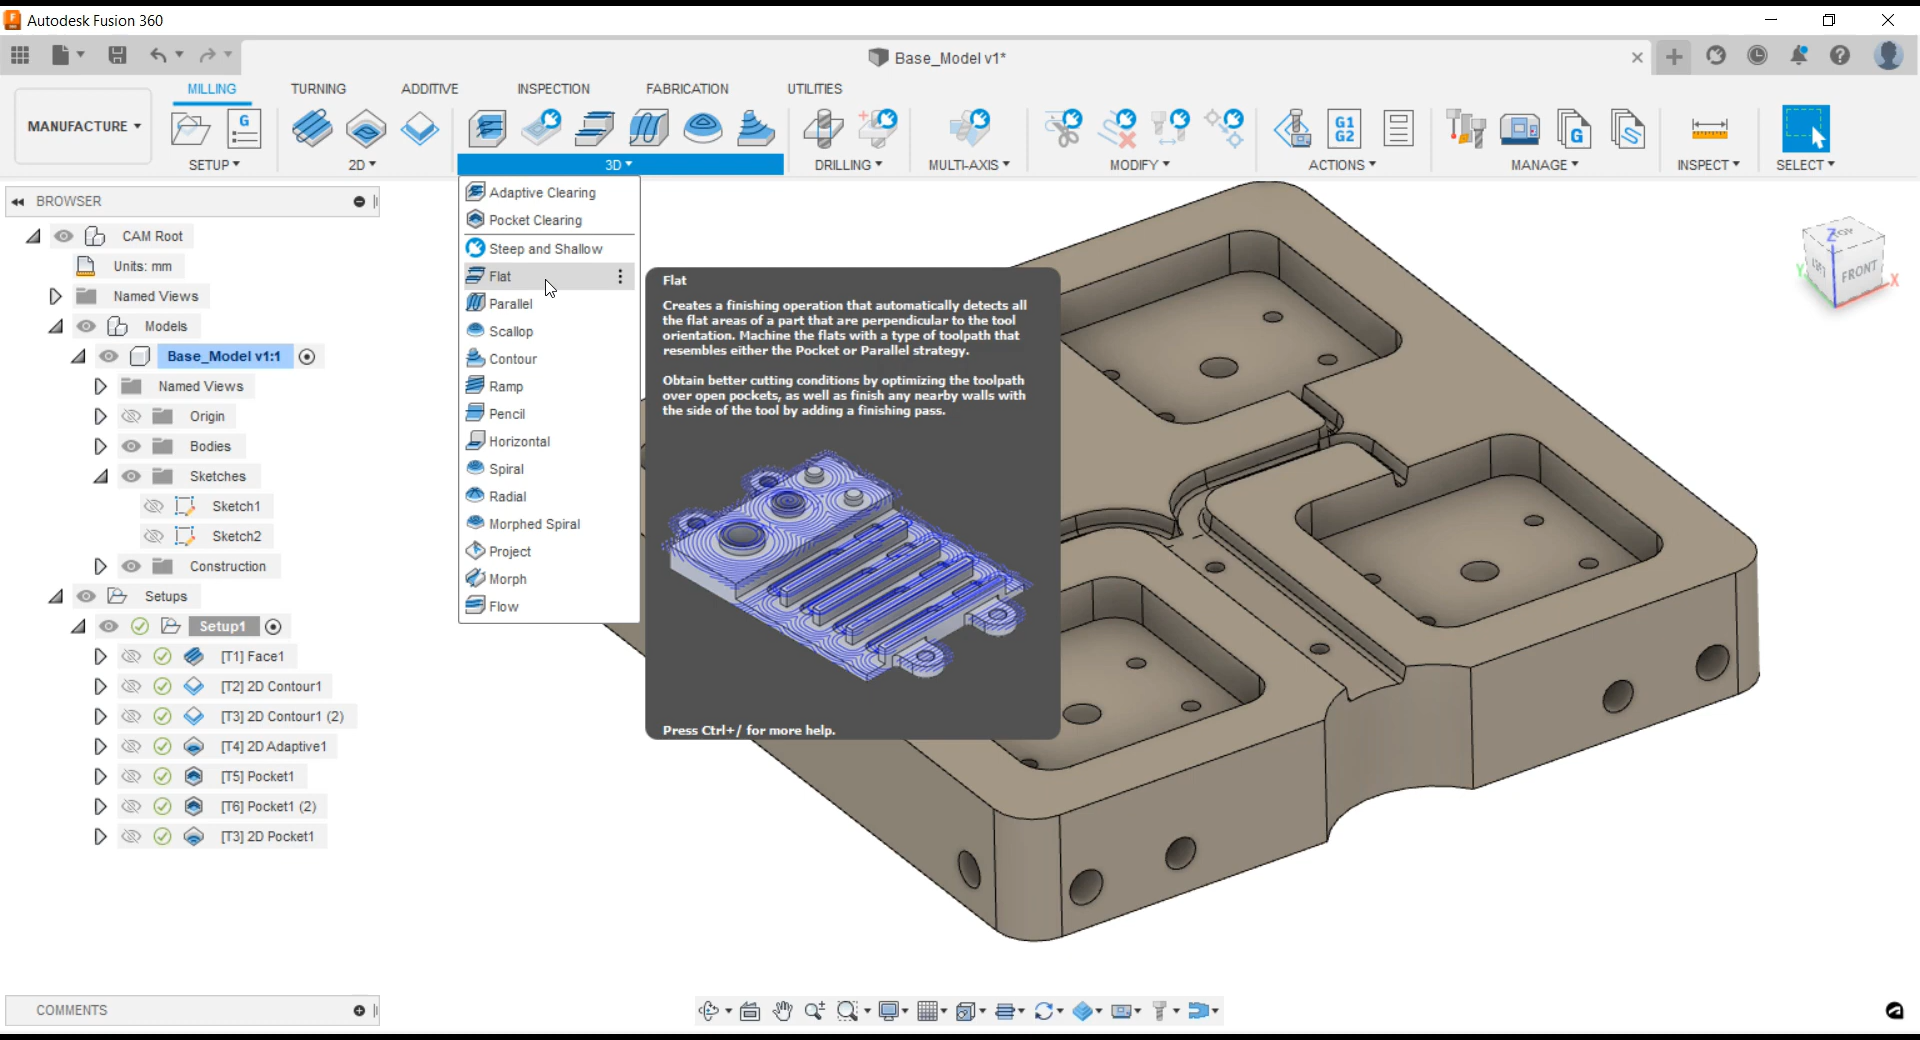 Autodesk Fusion 360
Base_Model v1*
MILLING TURNING ADDITIVE INSPECTION FABRICATION UTILITIES
MANUFACTURE
G
G1
G2
G
SETUP 2D 3D DRILLING MULTI-AXIS MODIFY ACTIONS MANAGE INSPECT SELECT
BROWSER
CAM Root
Units: mm
Named Views
Models
Base_Model v1:1
Named Views
Origin
Bodies
Sketches
Sketch1
Sketch2
Construction
Setups
Setup1
[T1] Face1
[T2] 2D Contour1
[T3] 2D Contour1 (2)
[T4] 2D Adaptive1
[T5] Pocket1
[T6] Pocket1 (2)
[T3] 2D Pocket1
Adaptive Clearing
Pocket Clearing
Steep and Shallow
Flat
Parallel
Scallop
Contour
Ramp
Pencil
Horizontal
Spiral
Radial
Morphed Spiral
Project
Morph
Flow
Flat
Creates a finishing operation that automatically detects all
the flat areas of a part that are perpendicular to the tool
orientation. Machine the flats with a type of toolpath that
resembles either the Pocket or Parallel strategy.
Obtain better cutting conditions by optimizing the toolpath
over open pockets, as well as finish any nearby walls with
the side of the tool by adding a finishing pass.
Press Ctrl+/ for more help.
TOP
Z
LEFT
FRONT
Y
X
COMMENTS